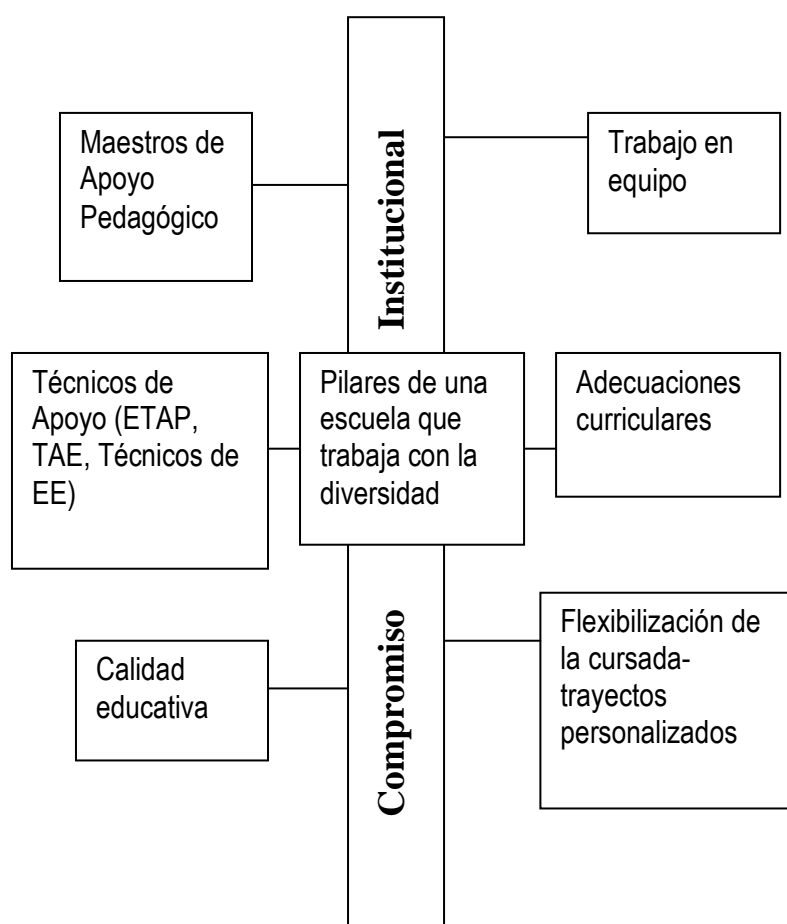 Institucional
Maestros de
Apoyo
Pedagógico
Trabajo en
equipo
Técnicos de
Apoyo (ETAP,
TAE, Técnicos de
EE)
Pilares de una
escuela que
trabaja con la
diversidad
Adecuaciones
curriculares
Compromiso
Calidad
educativa
Flexibilización de
la cursada-
trayectos
personalizados